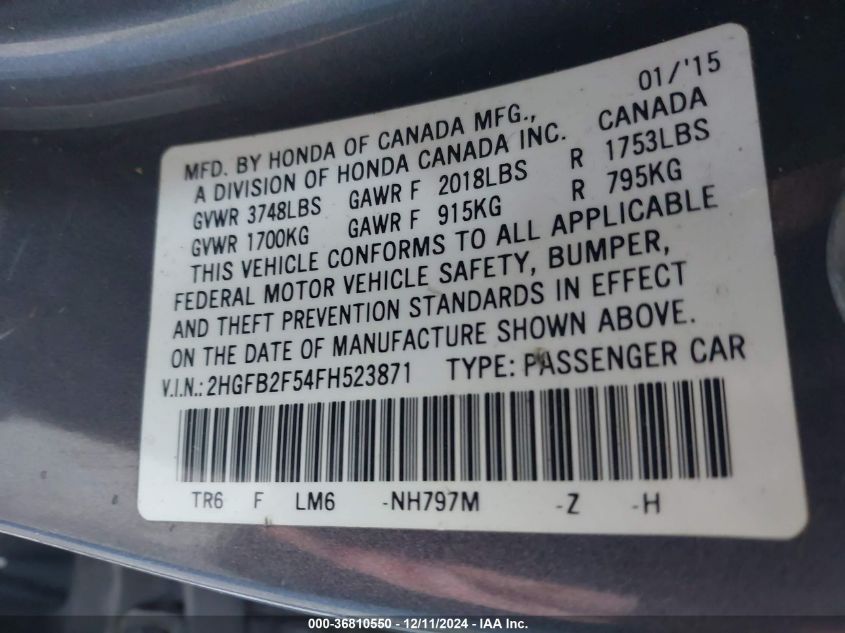 01/'15
MFD. BY HONDA OF CANADA MFG.,
A DIVISION OF HONDA CANADA INC. CANADA
GVWR 3748LBS GAWR F 2018LBS R 1753LBS
GVWR 1700KG GAWR F 915KG R 795KG
THIS VEHICLE CONFORMS TO ALL APPLICABLE
FEDERAL MOTOR VEHICLE SAFETY, BUMPER,
AND THEFT PREVENTION STANDARDS IN EFFECT
ON THE DATE OF MANUFACTURE SHOWN ABOVE.
V.I.N.: 2HGFB2F54FH523871 TYPE: PASSENGER CAR
TR6 F LM6 -NH797M -Z -H
000-36810550 - 12/11/2024 - IAA Inc.